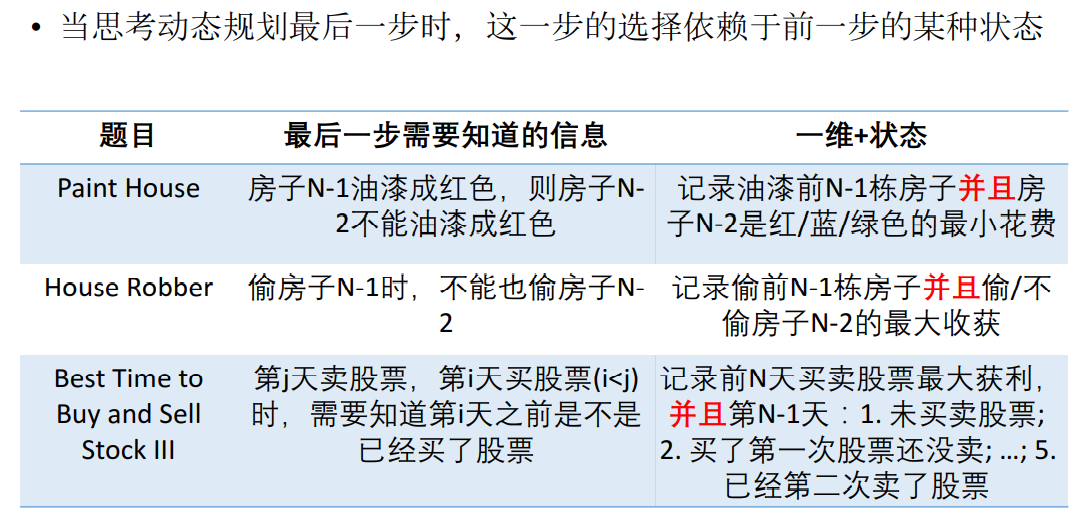 • 当思考动态规划最后一步时，这一步的选择依赖于前一步的某种状态
题目 最后一步需要知道的信息 一维+状态
Paint House
房子N-1油漆成红色，则房子N-
2不能油漆成红色
记录油漆前N-1栋房子并且房
子N-2是红/蓝/绿色的最小花费
House Robber
偷房子N-1时，不能也偷房子N-
2
记录偷前N-1栋房子并且偷/不
偷房子N-2的最大收获
Best Time to
Buy and Sell
Stock III
第j天卖股票，第i天买股票(i<j)
时，需要知道第i天之前是不是
已经买了股票
记录前N天买卖股票最大获利，
并且第N-1天：1. 未买卖股票;
2. 买了第一次股票还没卖; ...; 5.
已经第二次卖了股票